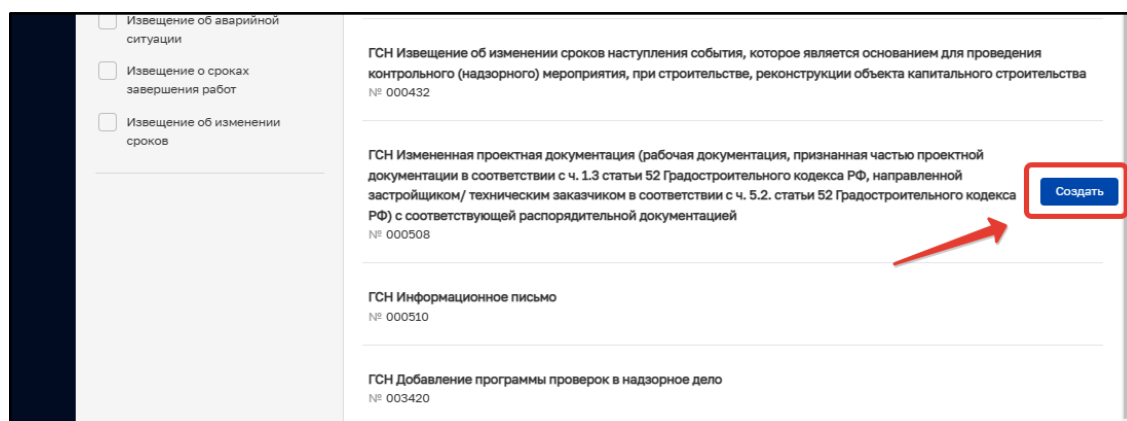 Извещение об аварийной
ситуации
Извещение о сроках
завершения работ
Извещение об изменении
сроков
ГСН Извещение об изменении сроков наступления события, которое является основанием для проведения
контрольного (надзорного) мероприятия, при строительстве, реконструкции объекта капитального строительства
№ 000432
ГСН Измененная проектная документация (рабочая документация, признанная частью проектной
документации в соответствии с ч. 1.3 статьи 52 Градостроительного кодекса РФ, направленной
застройщиком/ техническим заказчиком в соответствии с ч. 5.2. статьи 52 Градостроительного кодекса
РФ) с соответствующей распорядительной документацией
№ 000508
Создать
ГСН Информационное письмо
№ 000510
ГСН Добавление программы проверок в надзорное дело
№ 003420